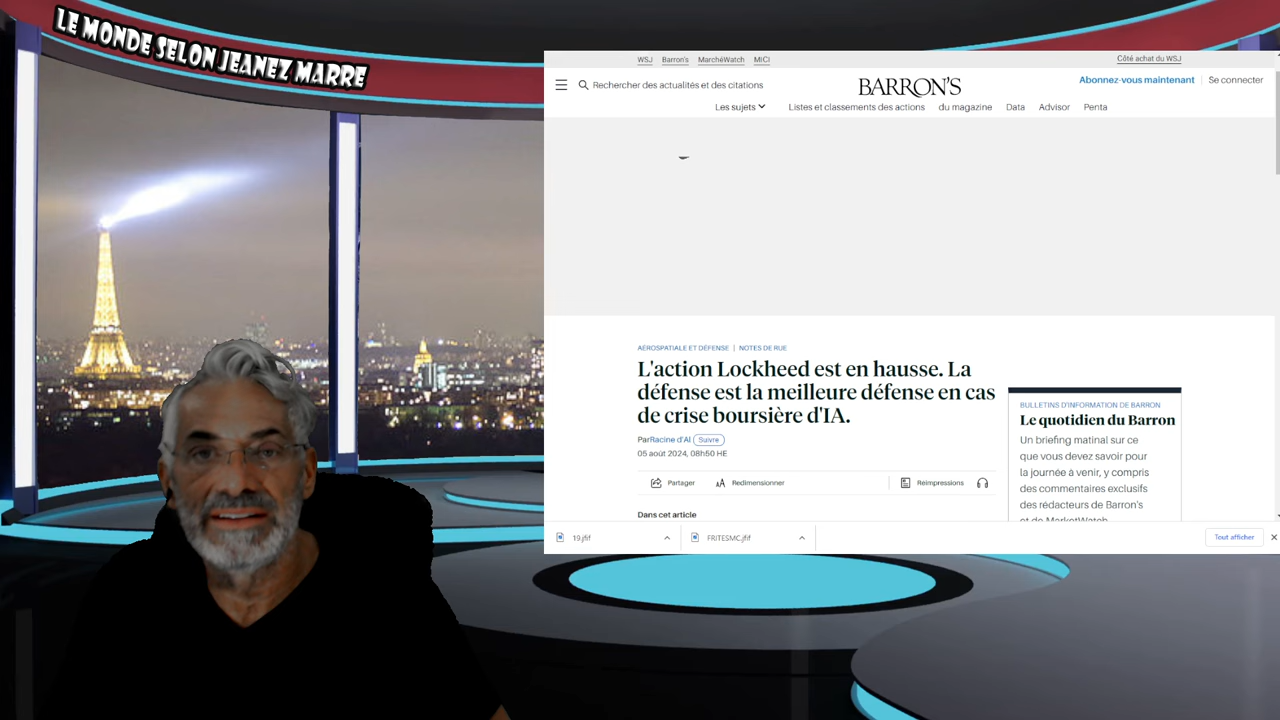 LE MONDE SELON JEANEZ MARRE
WSJ Barron's MarchéWatch MICI
Côté achat du WSJ
Rechercher des actualités et des citations
BARRON'S
Abonnez-vous maintenant Se connecter
Les sujets Listes et classements des actions du magazine Data Advisor Penta
AÉROSPATIALE ET DÉFENSE | NOTES DE RUE
L'action Lockheed est en hausse. La
défense est la meilleure défense en cas
de crise boursière d'IA.
ParRacine d'Al Suivre
05 août 2024, 08h50 HE
Partager Redimensionner Réimpressions
Dans cet article
BULLETINS D'INFORMATION DE BARRON
Le quotidien du Barron
Un briefing matinal sur ce
que vous devez savoir pour
la journée à venir, y compris
des commentaires exclusifs
des rédacteurs de Barron's
et de MarketWatch
19.jfif FRITESMC.jfif Tout afficher